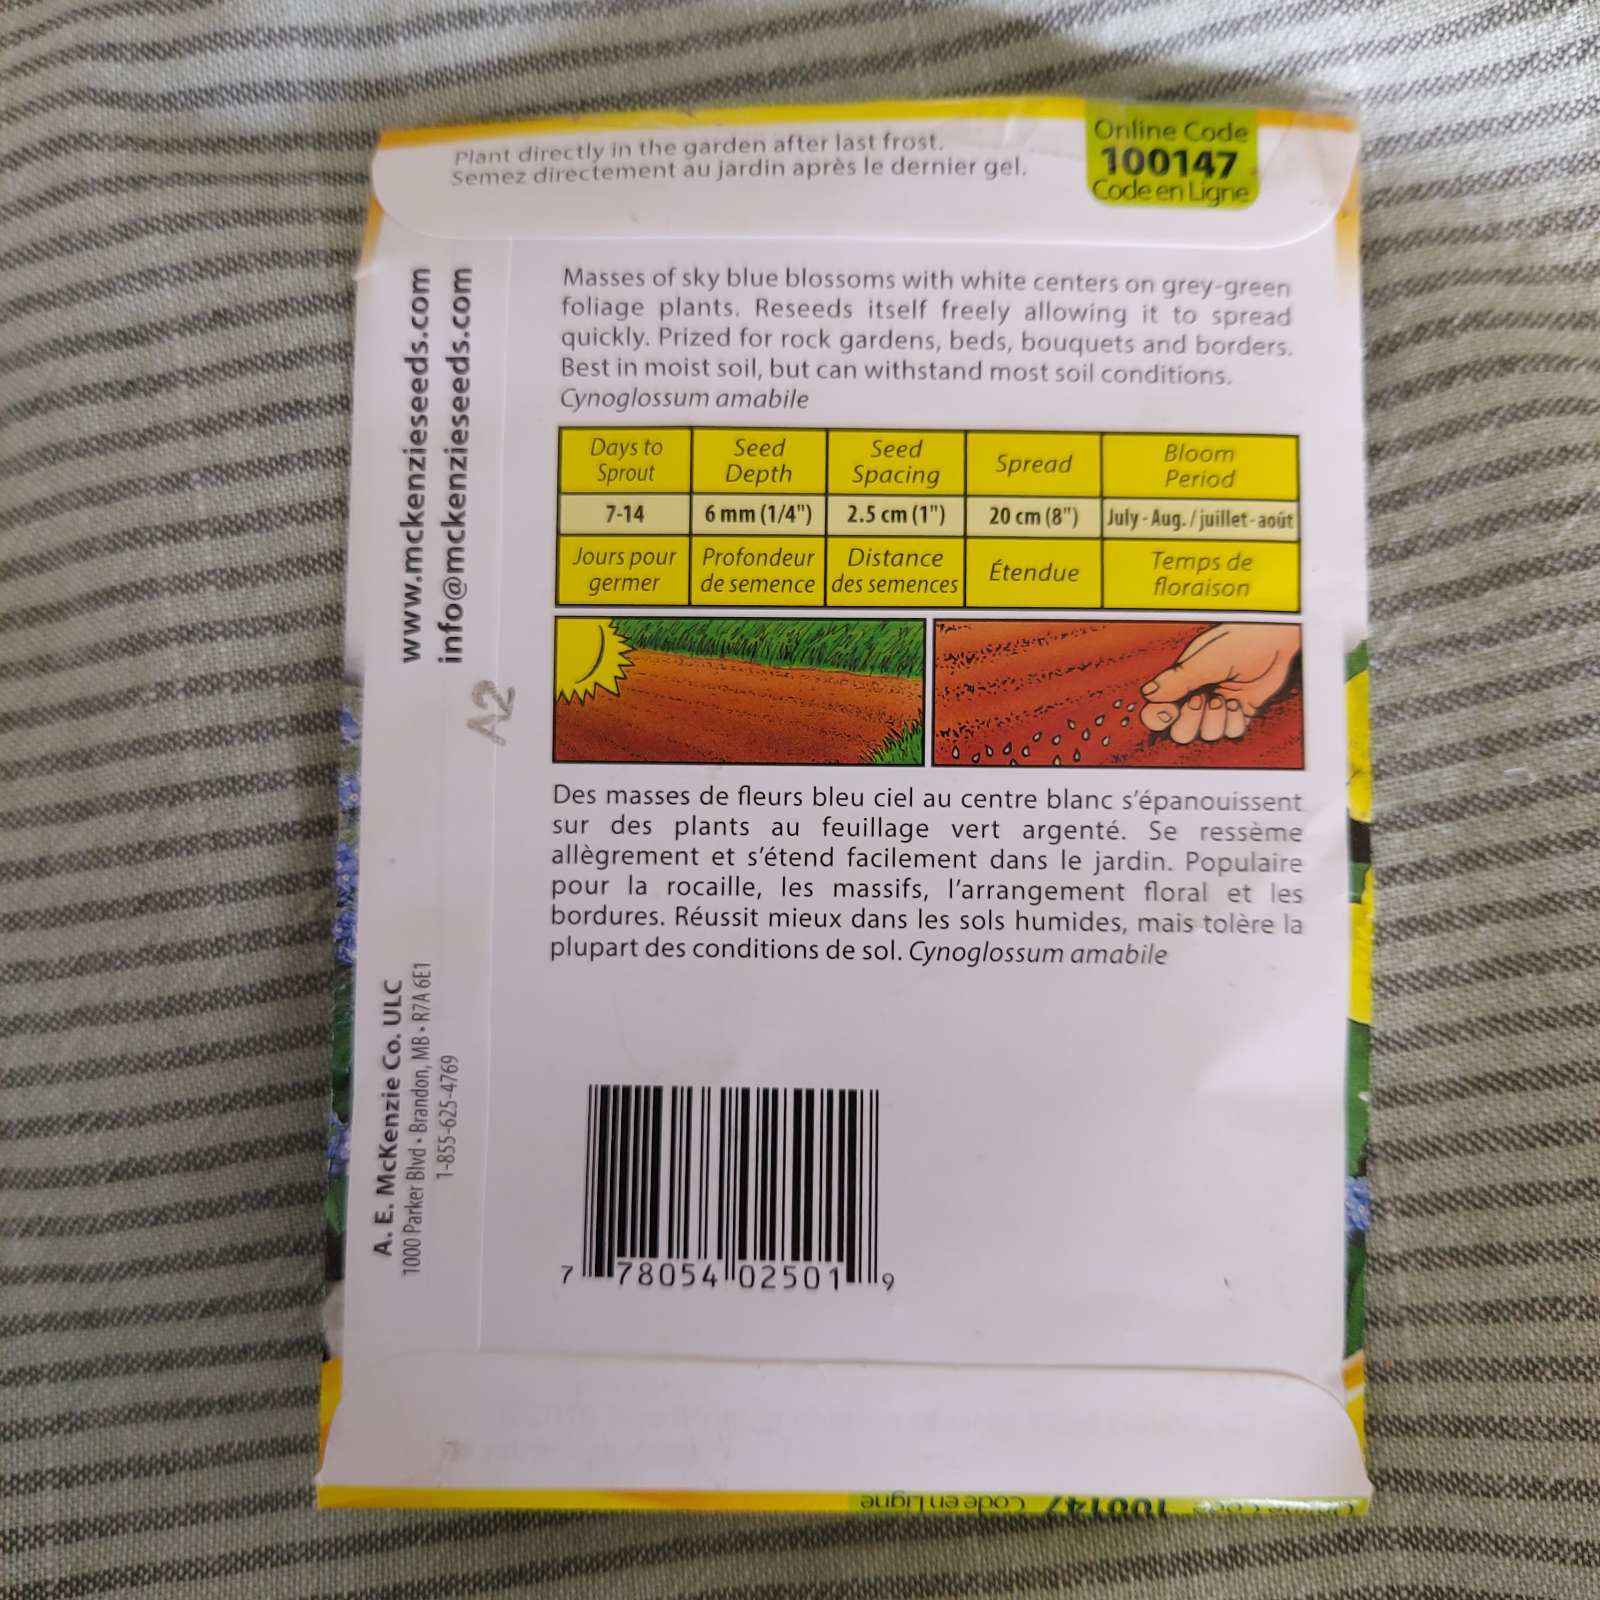 Plant directly in the garden after last frost.
Semez directement au jardin après le dernier gel.
Online Code
100147
Code en Ligne
Masses of sky blue blossoms with white centers on grey-green
foliage plants. Reseeds itself freely allowing it to spread
quickly. Prized for rock gardens, beds, bouquets and borders.
Best in moist soil, but can withstand most soil conditions.
Cynoglossum amabile
Days to Sprout
Seed Depth
Seed Spacing
Spread
Bloom Period
7-14
6 mm (1/4")
2.5 cm (1")
20 cm (8")
July - Aug. / juillet - août
Jours pour germer
Profondeur de semence
Distance des semences
Étendue
Temps de floraison
Des masses de fleurs bleu ciel au centre blanc s'épanouissent
sur des plants au feuillage vert argenté. Se ressème
allègrement et s'étend facilement dans le jardin. Populaire
pour la rocaille, les massifs, l'arrangement floral et les
bordures. Réussit mieux dans les sols humides, mais tolère la
plupart des conditions de sol. Cynoglossum amabile
www.mckenzieseeds.com
info@mckenzieseeds.com
A2
A. E. McKenzie Co. ULC
1000 Parker Blvd • Brandon, MB • R7A 6E1
1-855-625-4769
7 78054 02501 9
100147 Code en Ligne